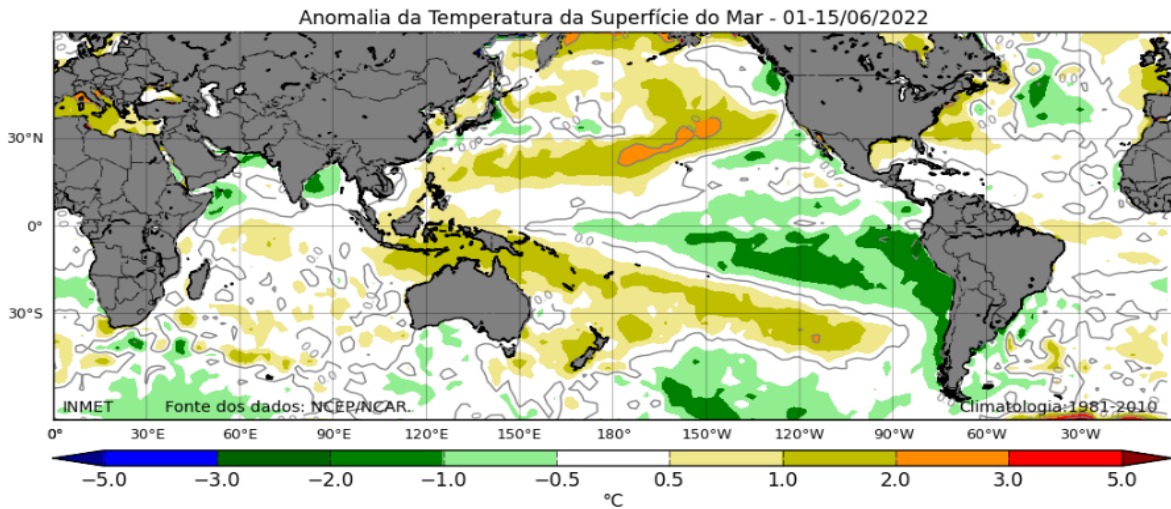 Anomalia da Temperatura da Superfície do Mar - 01-15/06/2022
30°N
0°
30°S
INMET Fonte dos dados: NCEP/NCAR. Climatologia:1981-2010
0° 30°E 60°E 90°E 120°E 150°E 180° 150°W 120°W 90°W 60°W 30°W
−5.0 −3.0 −2.0 −1.0 −0.5 0.5 1.0 2.0 3.0 5.0
°C